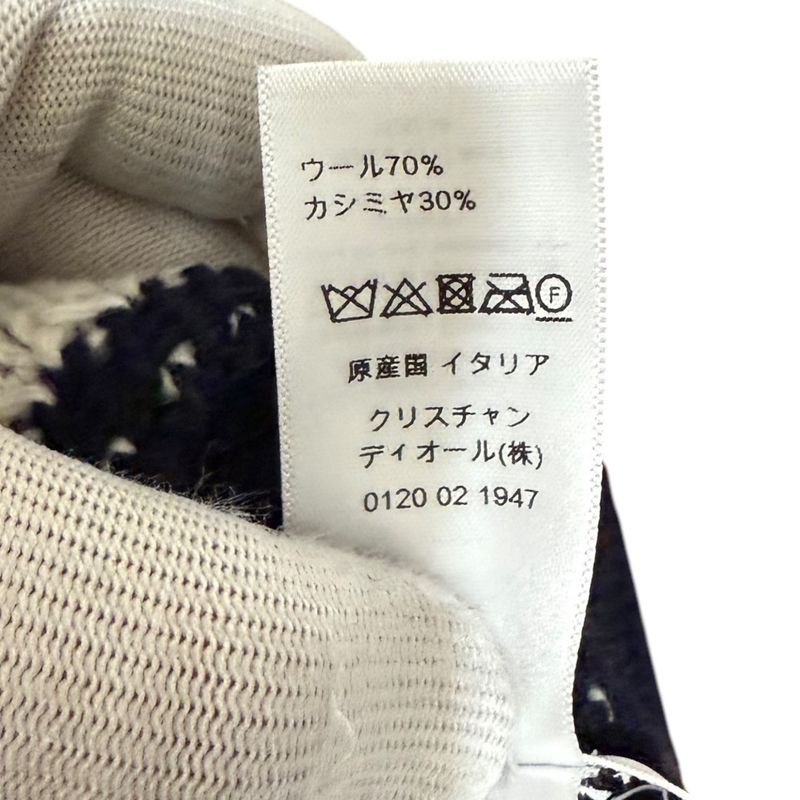 ウール70%
カシミヤ30%
F
原産国 イタリア
クリスチャン
ディオール(株)
0120 02 1947